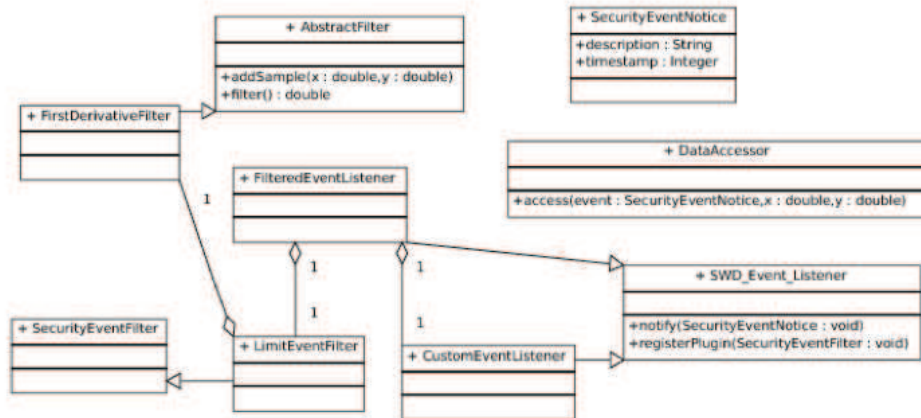 + AbstractFilter
+addSample(x : double,y : double)
+filter() : double
+ SecurityEventNotice
+description : String
+timestamp : Integer
+ FirstDerivativeFilter
+ DataAccessor
+access(event : SecurityEventNotice,x : double,y : double)
+ FilteredEventListener
1
1
1
+ SWD_Event_Listener
+notify(SecurityEventNotice : void)
+registerPlugin(SecurityEventFilter : void)
1
1
+ SecurityEventFilter
+ LimitEventFilter
+ CustomEventListener